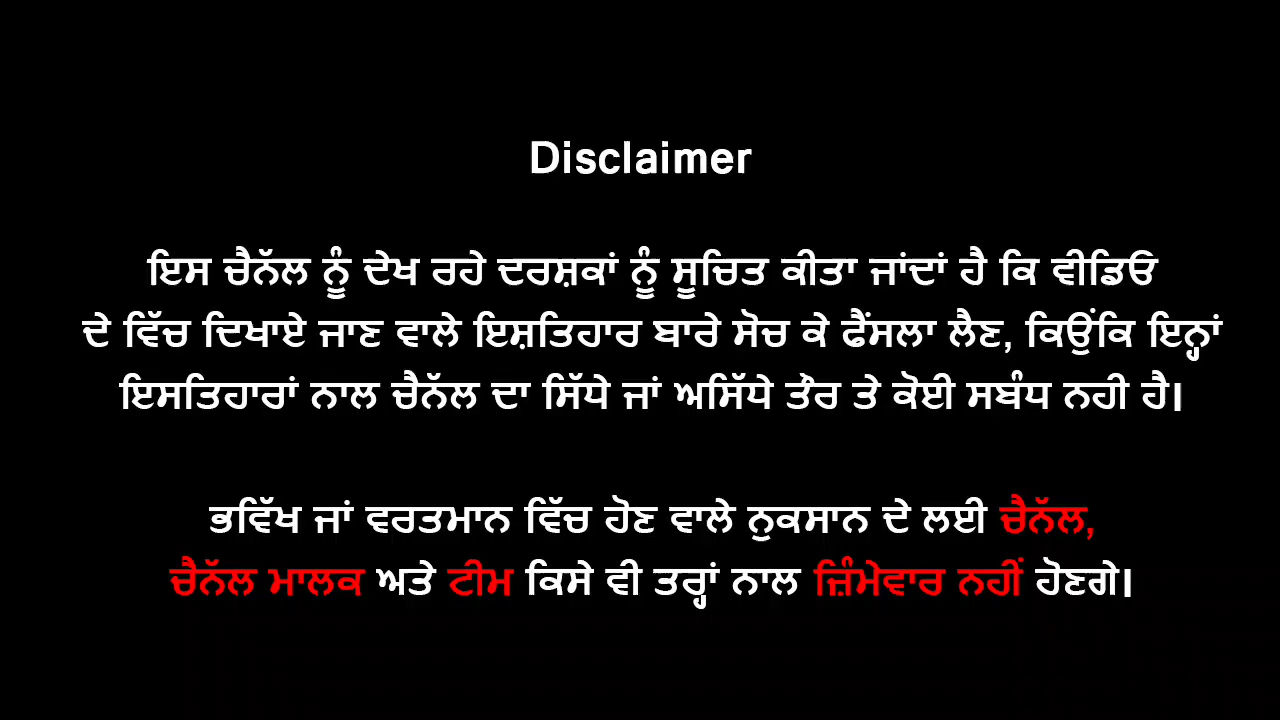 Disclaimer
ਇਸ ਚੈਨੱਲ ਨੂੰ ਦੇਖ ਰਹੇ ਦਰਸ਼ਕਾਂ ਨੂੰ ਸੂਚਿਤ ਕੀਤਾ ਜਾਂਦਾਂ ਹੈ ਕਿ ਵੀਡਿਓ
ਦੇ ਵਿੱਚ ਦਿਖਾਏ ਜਾਣ ਵਾਲੇ ਇਸ਼ਤਿਹਾਰ ਬਾਰੇ ਸੋਚ ਕੇ ਫੈਂਸਲਾ ਲੈਣ, ਕਿਉਂਕਿ ਇਨ੍ਹਾਂ
ਇਸਤਿਹਾਰਾਂ ਨਾਲ ਚੈਨੱਲ ਦਾ ਸਿੱਧੇ ਜਾਂ ਅਸਿੱਧੇ ਤੌਰ ਤੇ ਕੋਈ ਸਬੰਧ ਨਹੀ ਹੈ।
ਭਵਿੱਖ ਜਾਂ ਵਰਤਮਾਨ ਵਿੱਚ ਹੋਣ ਵਾਲੇ ਨੁਕਸਾਨ ਦੇ ਲਈ ਚੈਨੱਲ,
ਚੈਨੱਲ ਮਾਲਕ ਅਤੇ ਟੀਮ ਕਿਸੇ ਵੀ ਤਰ੍ਹਾਂ ਨਾਲ ਜ਼ਿੰਮੇਵਾਰ ਨਹੀਂ ਹੋਣਗੇ।